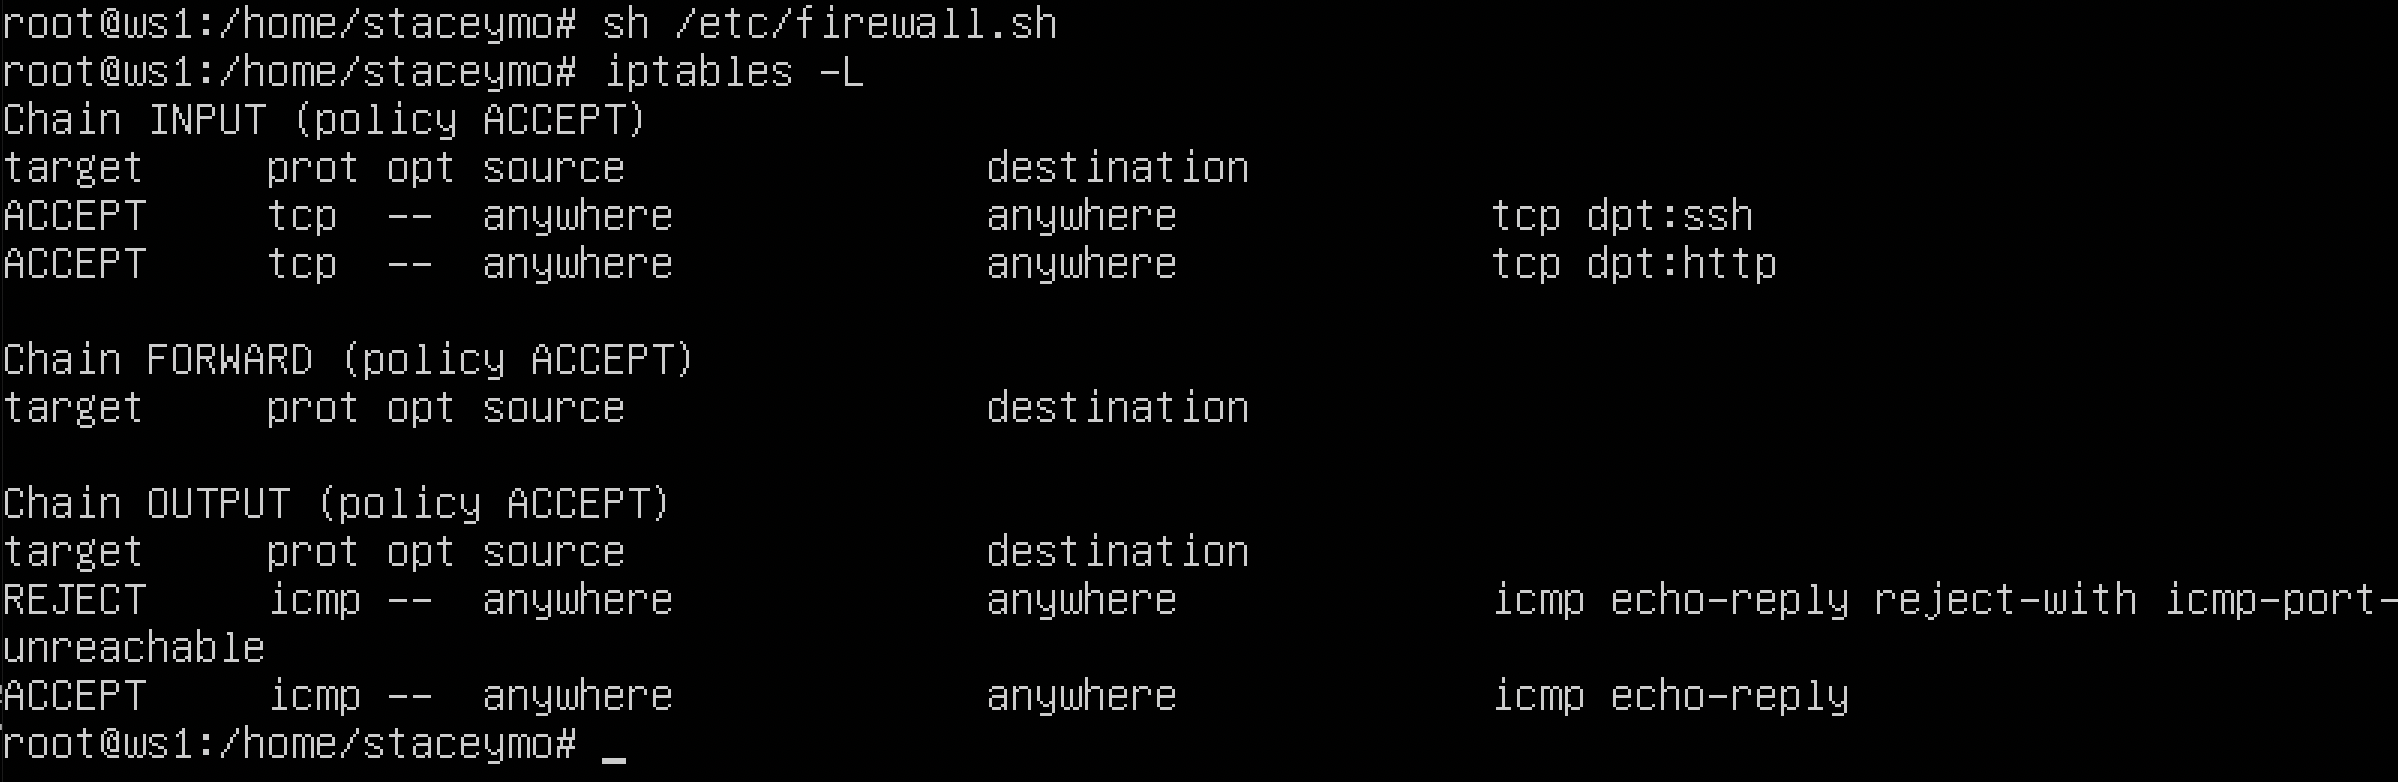 root@ws1:/home/staceymo# sh /etc/firewall.sh
root@ws1:/home/staceymo# iptables -L
Chain INPUT (policy ACCEPT)
target     prot opt source               destination
ACCEPT     tcp  --  anywhere             anywhere             tcp dpt:ssh
ACCEPT     tcp  --  anywhere             anywhere             tcp dpt:http

Chain FORWARD (policy ACCEPT)
target     prot opt source               destination

Chain OUTPUT (policy ACCEPT)
target     prot opt source               destination
REJECT     icmp --  anywhere             anywhere             icmp echo-reply reject-with icmp-port-
unreachable
ACCEPT     icmp --  anywhere             anywhere             icmp echo-reply
root@ws1:/home/staceymo# _